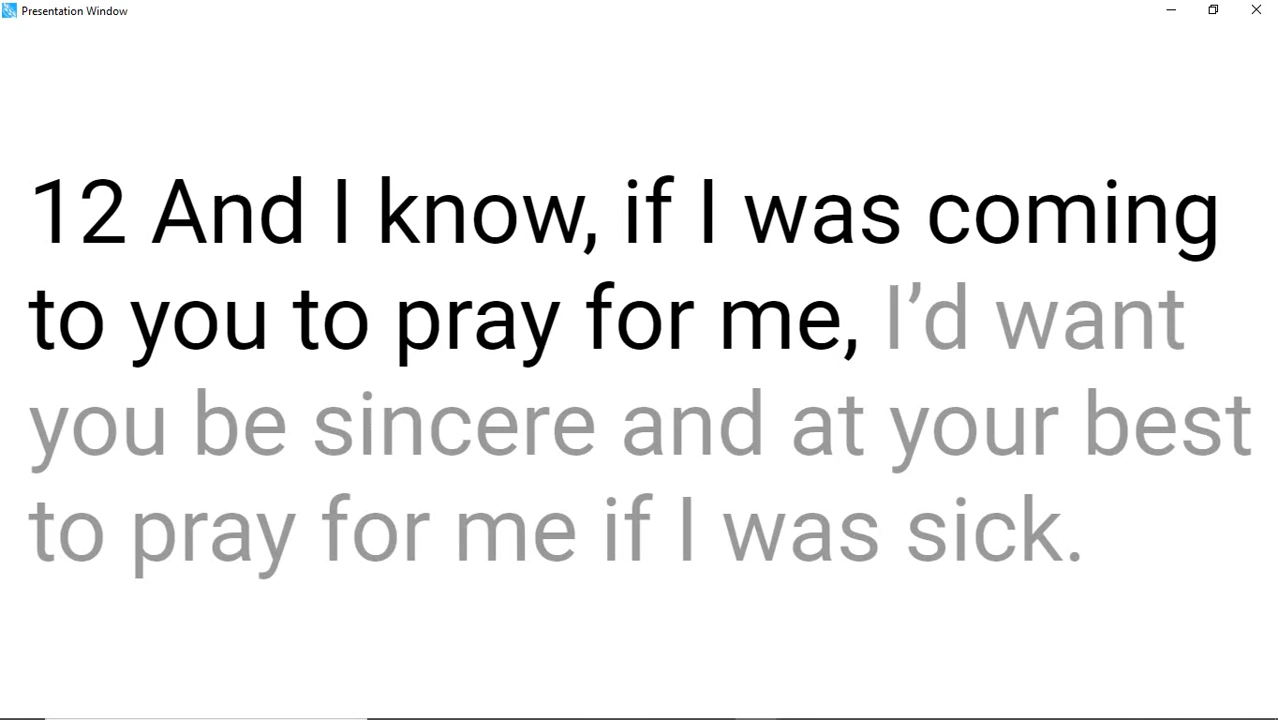 Presentation Window
12 And I know, if I was coming
to you to pray for me, I’d want
you be sincere and at your best
to pray for me if I was sick.